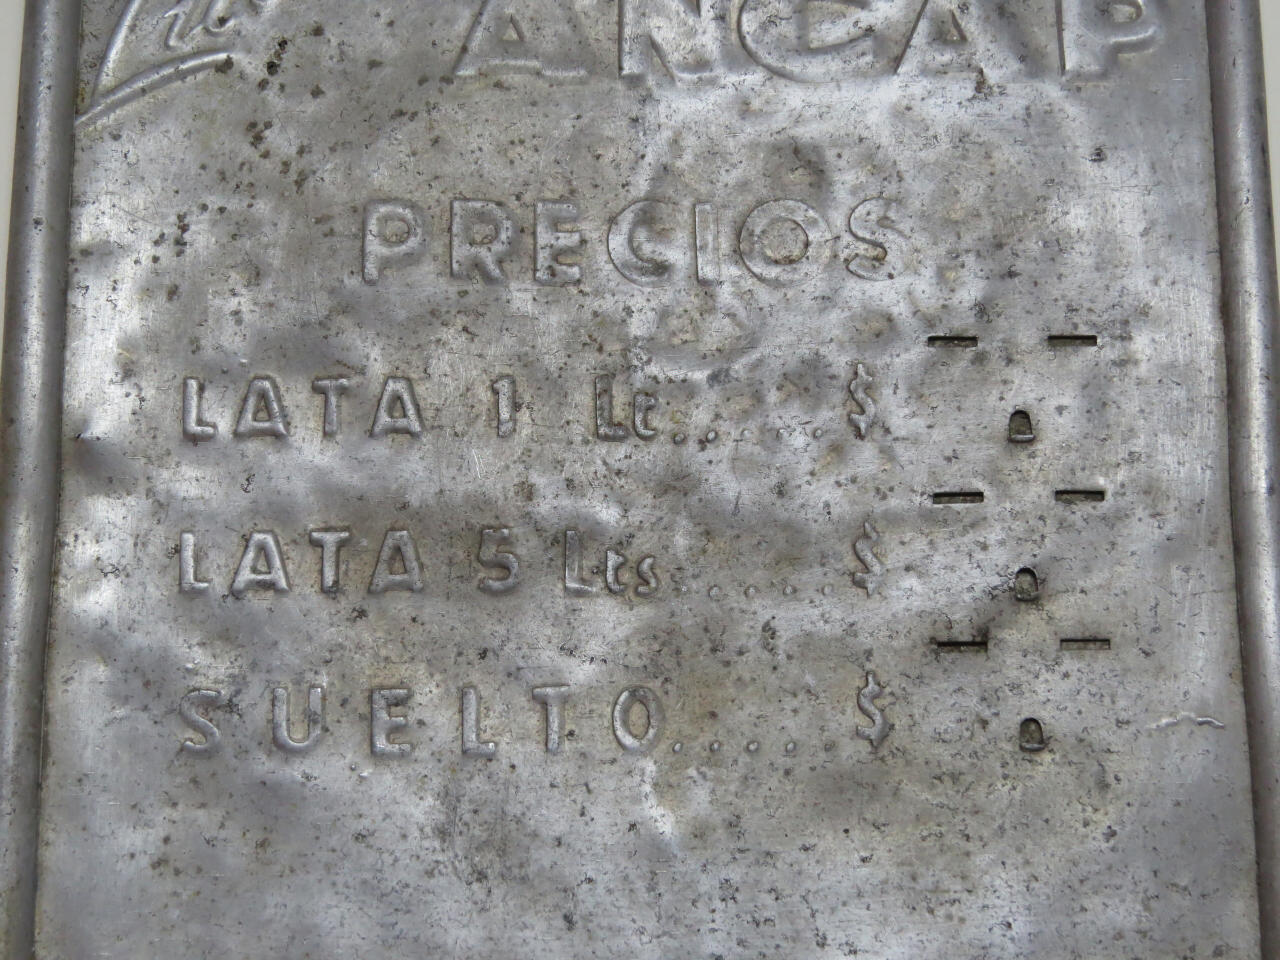 ANCAP
PRECIOS
LATA 1 Lt. . . . . . $
LATA 5 Lts. . . . . . $
SUELTO. . . . . $